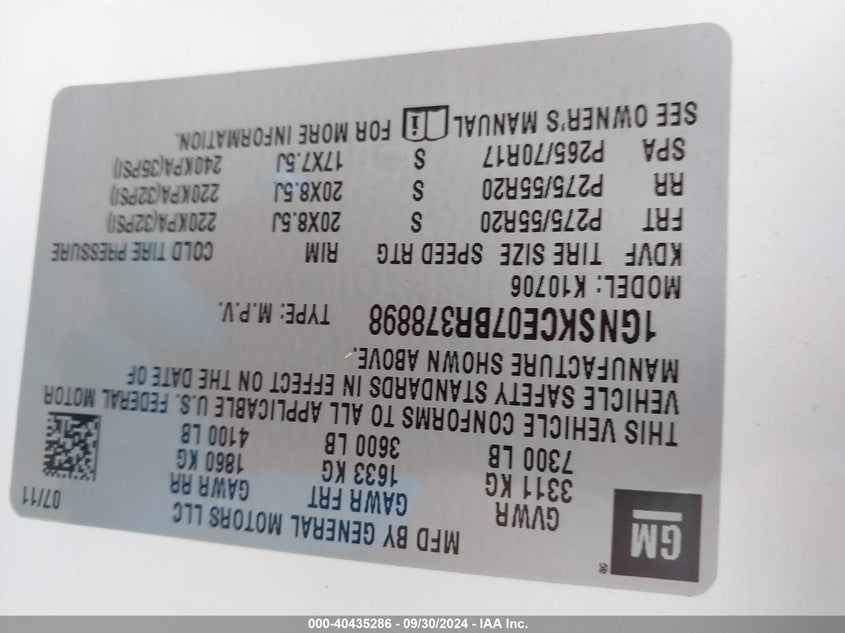 GM
®
MFD BY GENERAL MOTORS LLC
07/11
GVWR GAWR FRT GAWR RR
3311 KG 1633 KG 1860 KG
7300 LB 3600 LB 4100 LB
THIS VEHICLE CONFORMS TO ALL APPLICABLE U.S. FEDERAL MOTOR
VEHICLE SAFETY STANDARDS IN EFFECT ON THE DATE OF
MANUFACTURE SHOWN ABOVE.
1GNSKCE07BR378898 TYPE: M.P.V.
MODEL: K10706
KDVF TIRE SIZE SPEED RTG RIM COLD TIRE PRESSURE
FRT P275/55R20 S 20X8.5J 220KPA(32PSI)
RR P275/55R20 S 20X8.5J 220KPA(32PSI)
SPA P265/70R17 S 17X7.5J 240KPA(35PSI)
SEE OWNER'S MANUAL i FOR MORE INFORMATION.
000-40435286 - 09/30/2024 - IAA Inc.